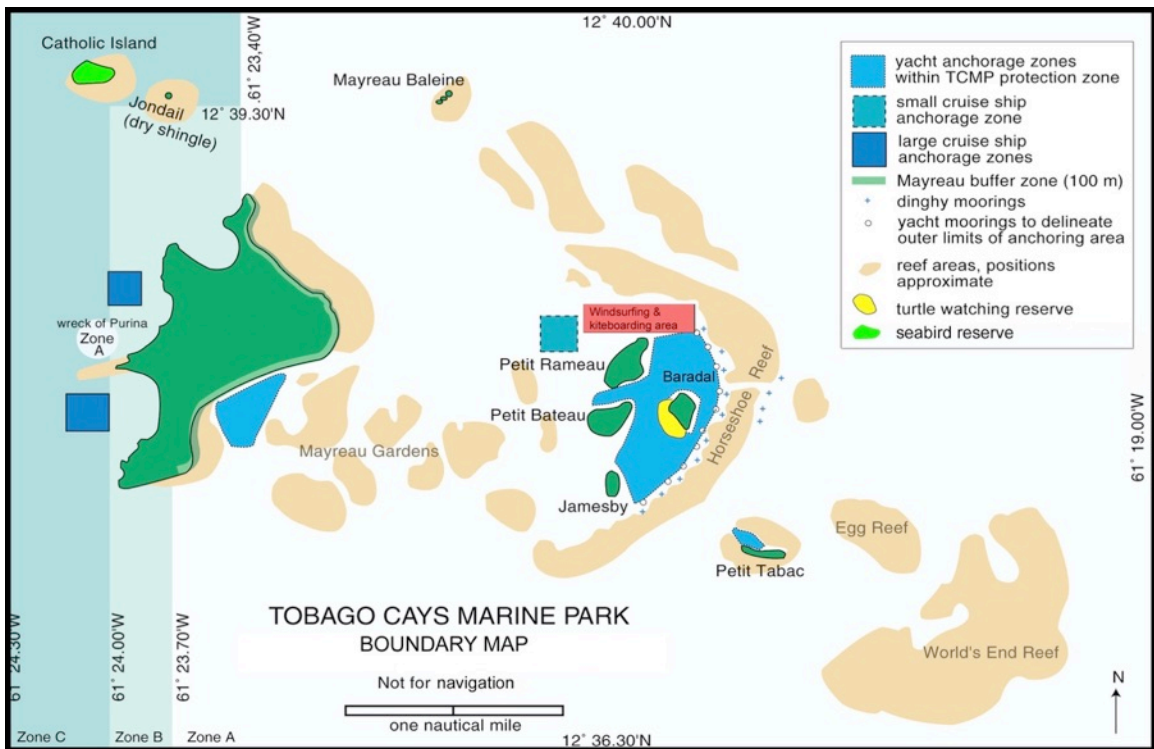 12˚ 40.00'N
Catholic Island
Jondail
(dry shingle)
61˚ 23,40'W
12˚ 39.30'N
Mayreau Baleine
yacht anchorage zones
within TCMP protection zone
small cruise ship
anchorage zone
large cruise ship
anchorage zones
Mayreau buffer zone (100 m)
dinghy moorings
yacht moorings to delineate
outer limits of anchoring area
reef areas, positions
approximate
turtle watching reserve
seabird reserve
wreck of Purina
Zone
A
Windsurfing &
kiteboarding area
Petit Rameau
Baradal
Petit Bateau
Horseshoe Reef
Mayreau Gardens
Jamesby
61˚ 19.00'W
Egg Reef
Petit Tabac
World's End Reef
TOBAGO CAYS MARINE PARK
BOUNDARY MAP
Not for navigation
one nautical mile
N
61˚ 24.30'W
61˚ 24.00'W
61˚ 23.70'W
Zone C
Zone B
Zone A
12˚ 36.30'N